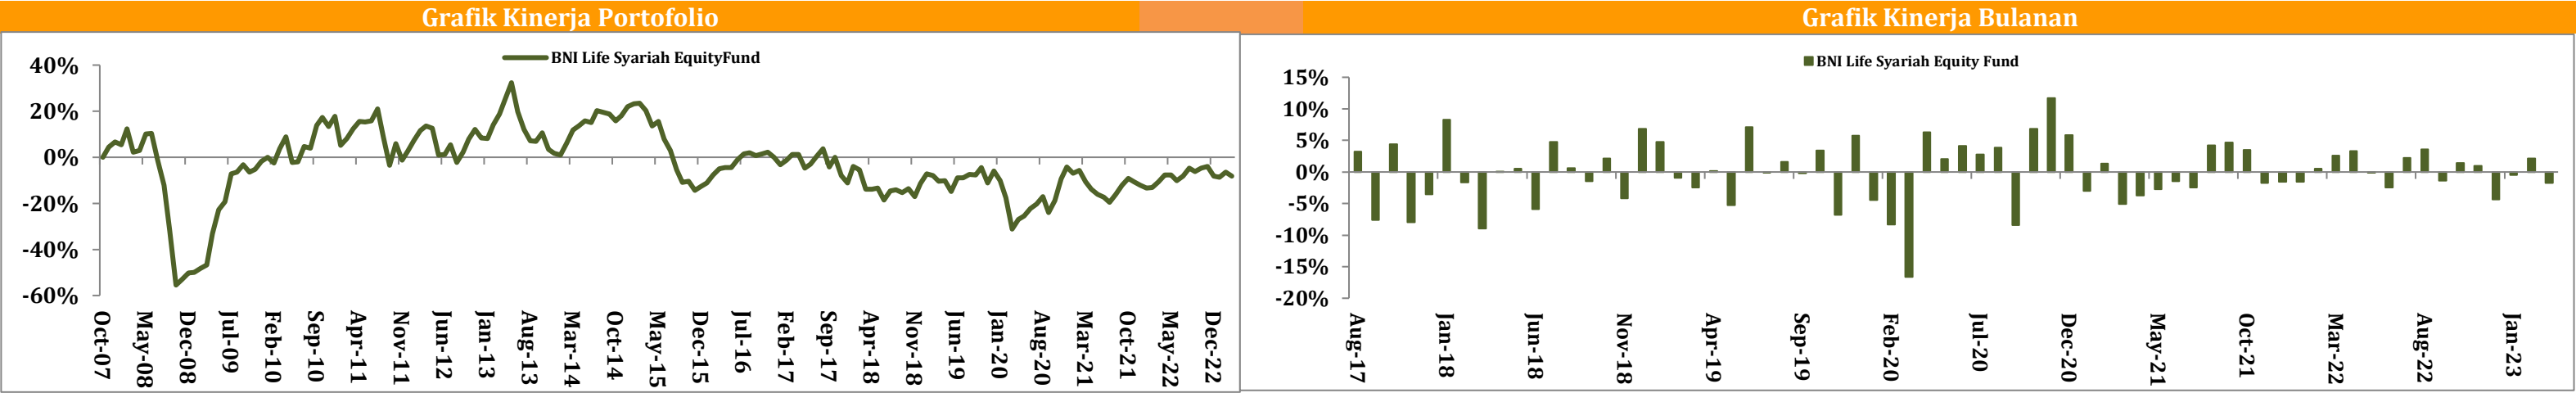 Grafik Kinerja Portofolio
BNI Life Syariah EquityFund
40%
20%
0%
-20%
-40%
-60%
Oct-07
May-08
Dec-08
Jul-09
Feb-10
Sep-10
Apr-11
Nov-11
Jun-12
Jan-13
Aug-13
Mar-14
Oct-14
May-15
Dec-15
Jul-16
Feb-17
Sep-17
Apr-18
Nov-18
Jun-19
Jan-20
Aug-20
Mar-21
Oct-21
May-22
Dec-22
Grafik Kinerja Bulanan
BNI Life Syariah Equity Fund
15%
10%
5%
0%
-5%
-10%
-15%
-20%
Aug-17
Jan-18
Jun-18
Nov-18
Apr-19
Sep-19
Feb-20
Jul-20
Dec-20
May-21
Oct-21
Mar-22
Aug-22
Jan-23